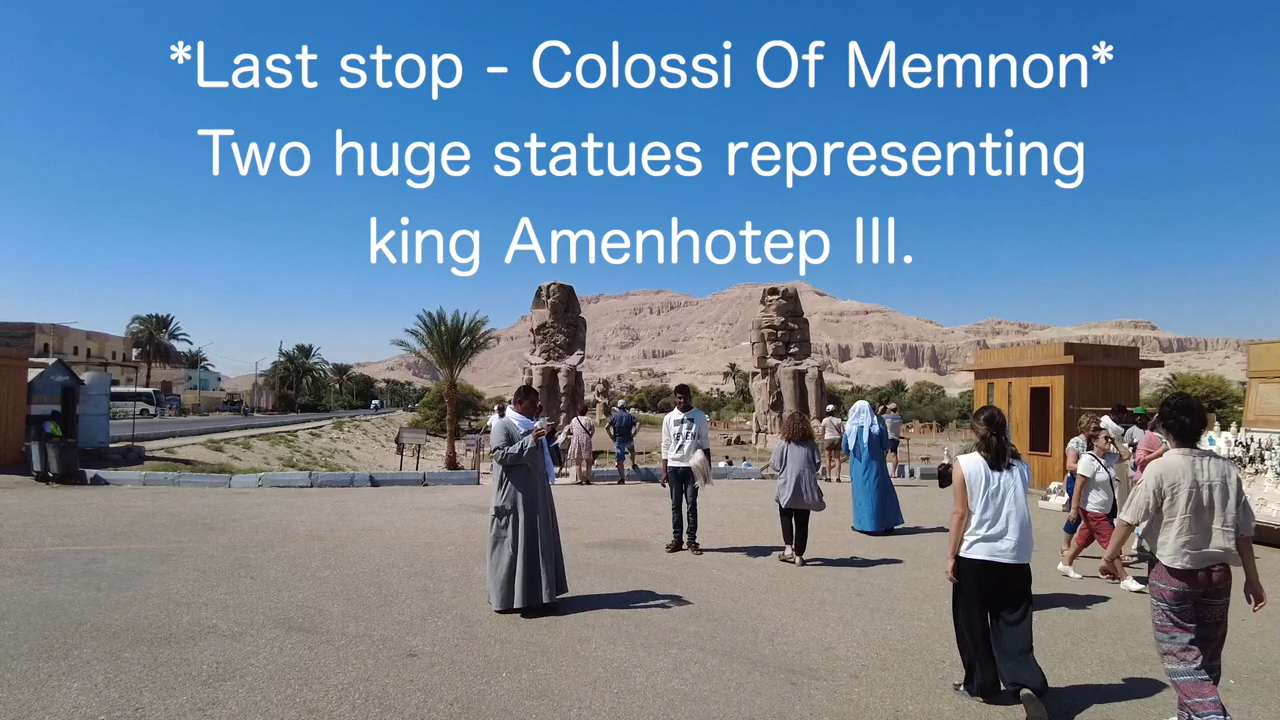 *Last stop - Colossi Of Memnon*
Two huge statues representing
king Amenhotep III.